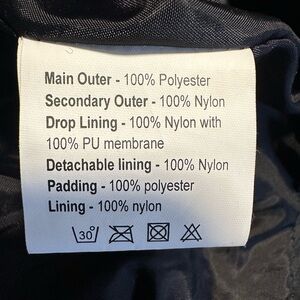 Main Outer - 100% Polyester
Secondary Outer - 100% Nylon
Drop Lining - 100% Nylon with
100% PU membrane
Detachable lining - 100% Nylon
Padding - 100% polyester
Lining - 100% nylon
30°